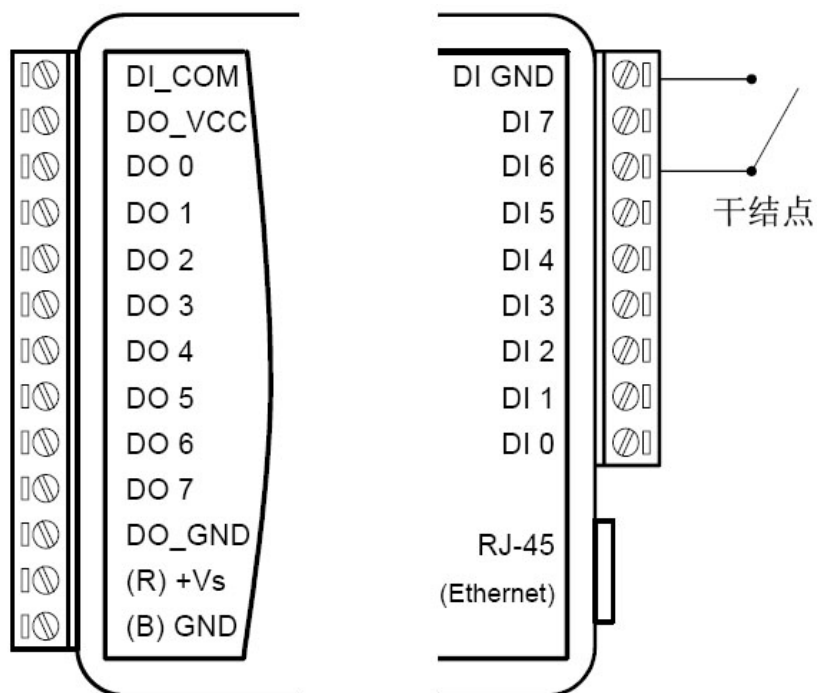 DI_COM
DO_VCC
DO 0
DO 1
DO 2
DO 3
DO 4
DO 5
DO 6
DO 7
DO_GND
(R) +Vs
(B) GND
DI GND
DI 7
DI 6
DI 5
DI 4
DI 3
DI 2
DI 1
DI 0
RJ-45
(Ethernet)
干结点